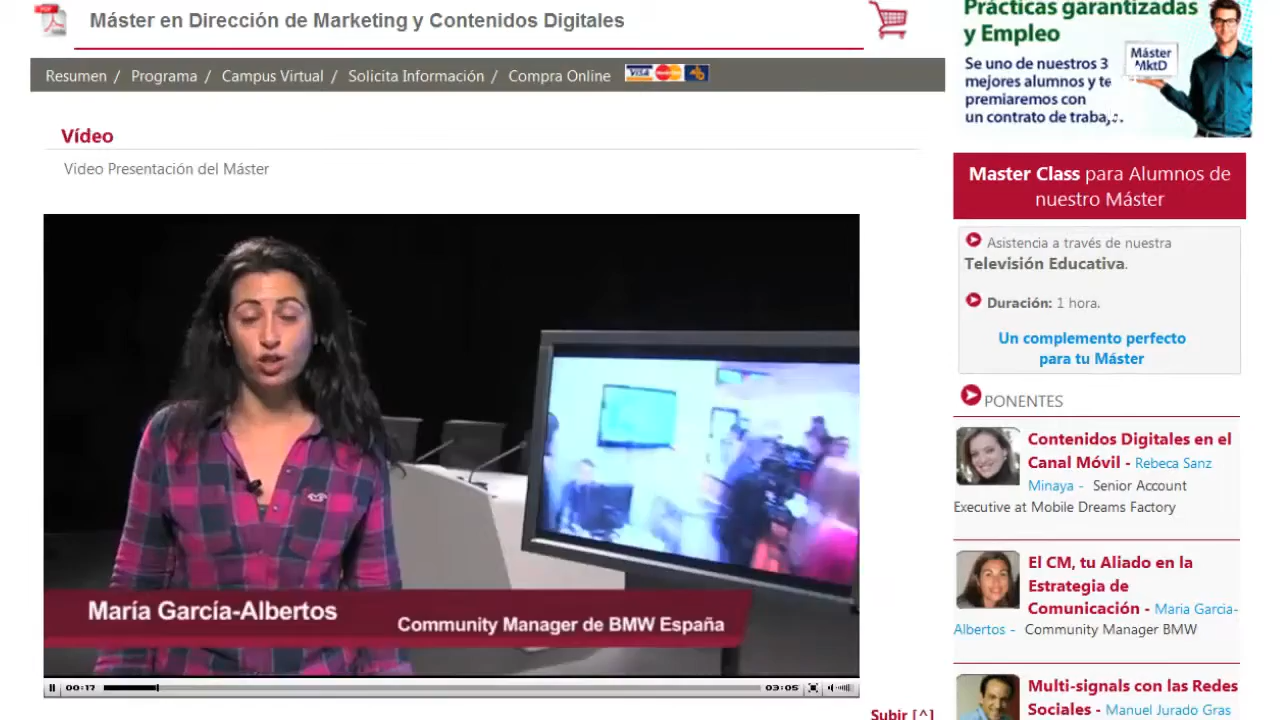 PDF
Máster en Dirección de Marketing y Contenidos Digitales
Resumen / Programa / Campus Virtual / Solicita Información / Compra Online VISA
Vídeo
Video Presentación del Máster
María García-Albertos
Community Manager de BMW España
00:17
03:05
Subir [^]
Prácticas garantizadas
y Empleo
Se uno de nuestros 3
mejores alumnos y te
premiaremos con
un contrato de trabajo.
Máster
MktD
Master Class para Alumnos de
nuestro Máster
Asistencia a través de nuestra
Televisión Educativa.
Duración: 1 hora.
Un complemento perfecto
para tu Máster
PONENTES
Contenidos Digitales en el
Canal Móvil - Rebeca Sanz
Minaya - Senior Account
Executive at Mobile Dreams Factory
El CM, tu Aliado en la
Estrategia de
Comunicación - Maria Garcia-
Albertos - Community Manager BMW
Multi-signals con las Redes
Sociales - Manuel Jurado Gras